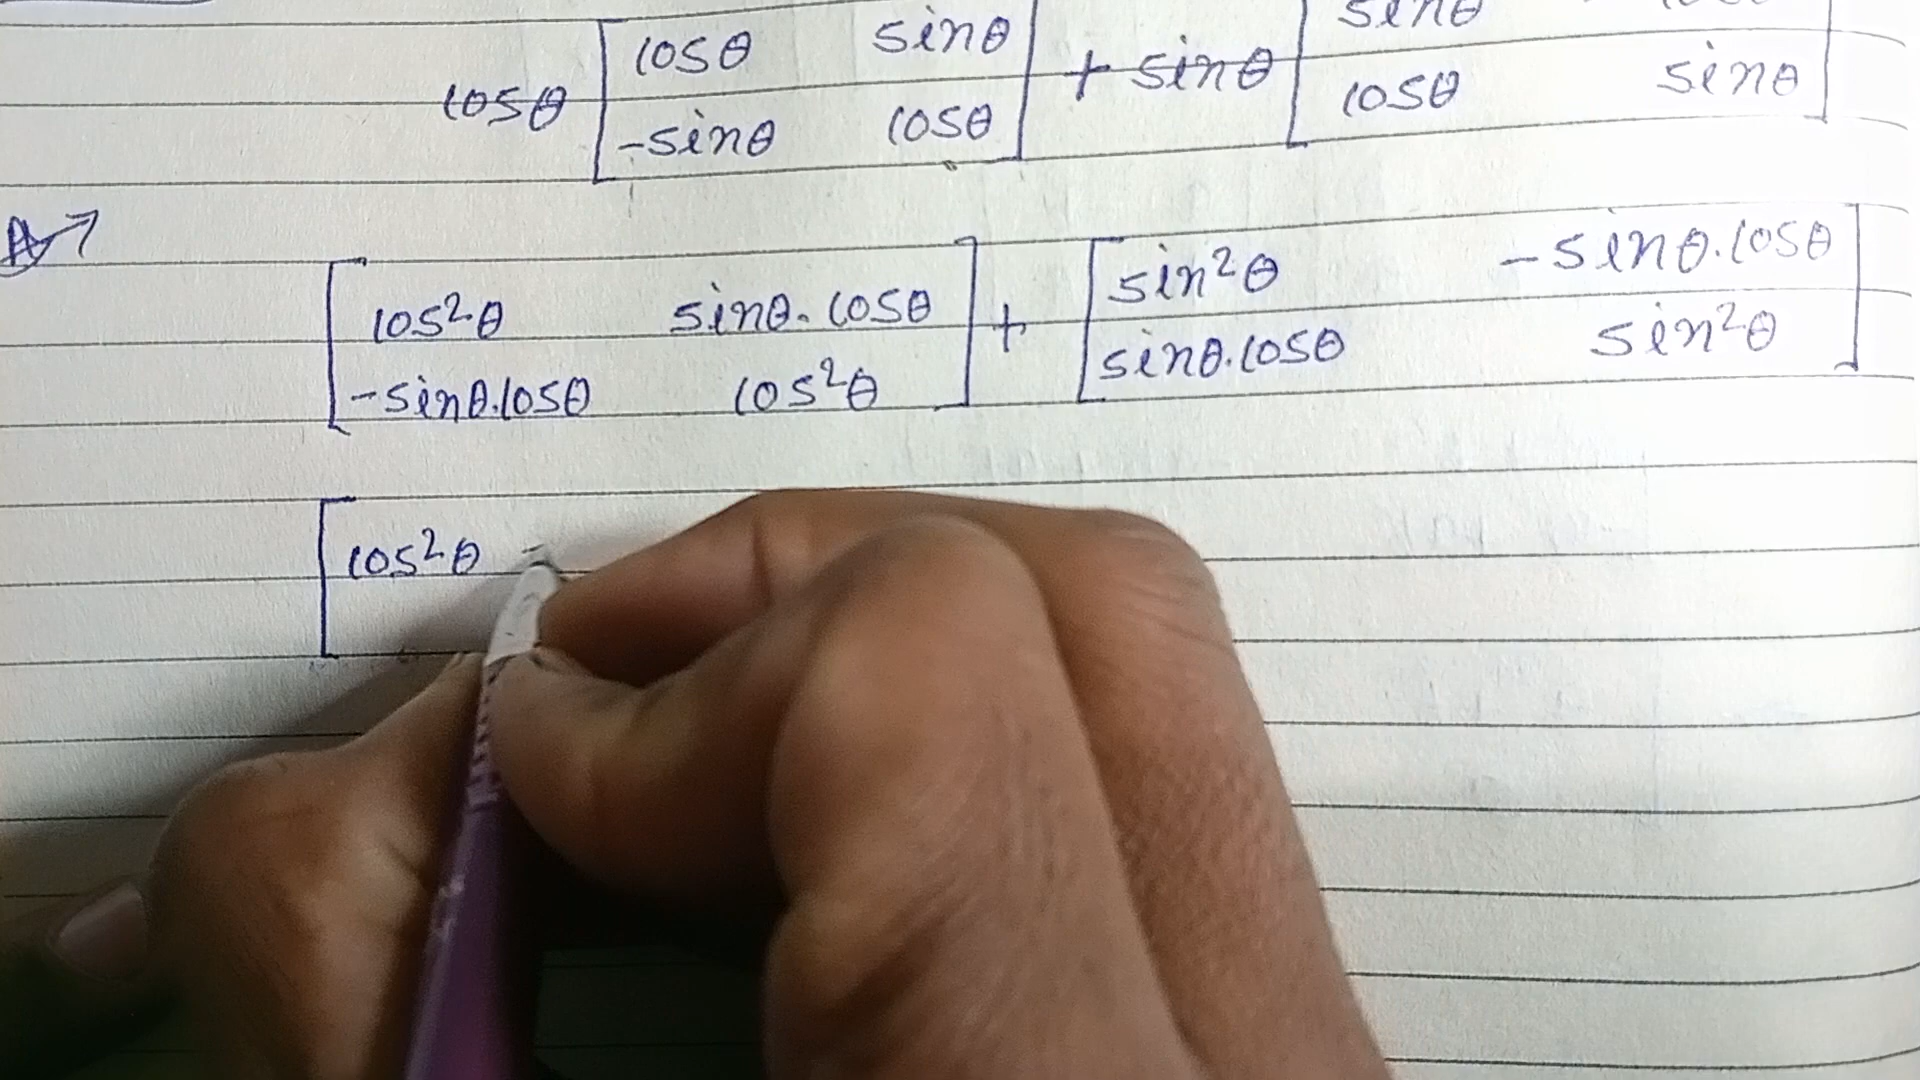 cosθ [ cosθ sinθ ] + sinθ [ sinθ
-sinθ cosθ cosθ sinθ ]
A→
[ cos²θ sinθ.cosθ ] + [ sin²θ -sinθ.cosθ ]
-sinθ.cosθ cos²θ sinθ.cosθ sin²θ
[ cos²θ